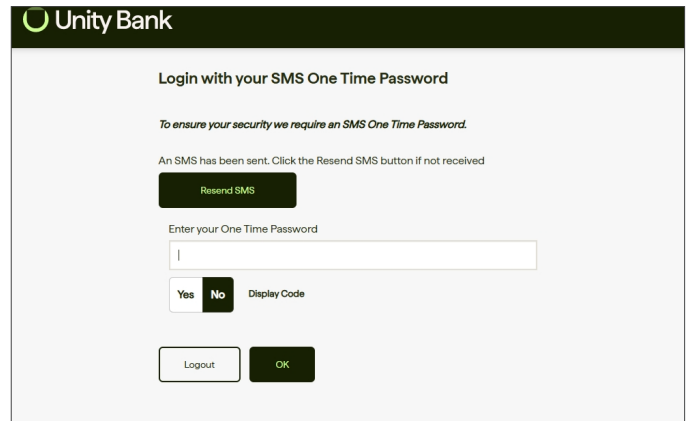 Unity Bank
Login with your SMS One Time Password
To ensure your security we require an SMS One Time Password.
An SMS has been sent. Click the Resend SMS button if not received
Resend SMS
Enter your One Time Password
Yes No Display Code
Logout OK